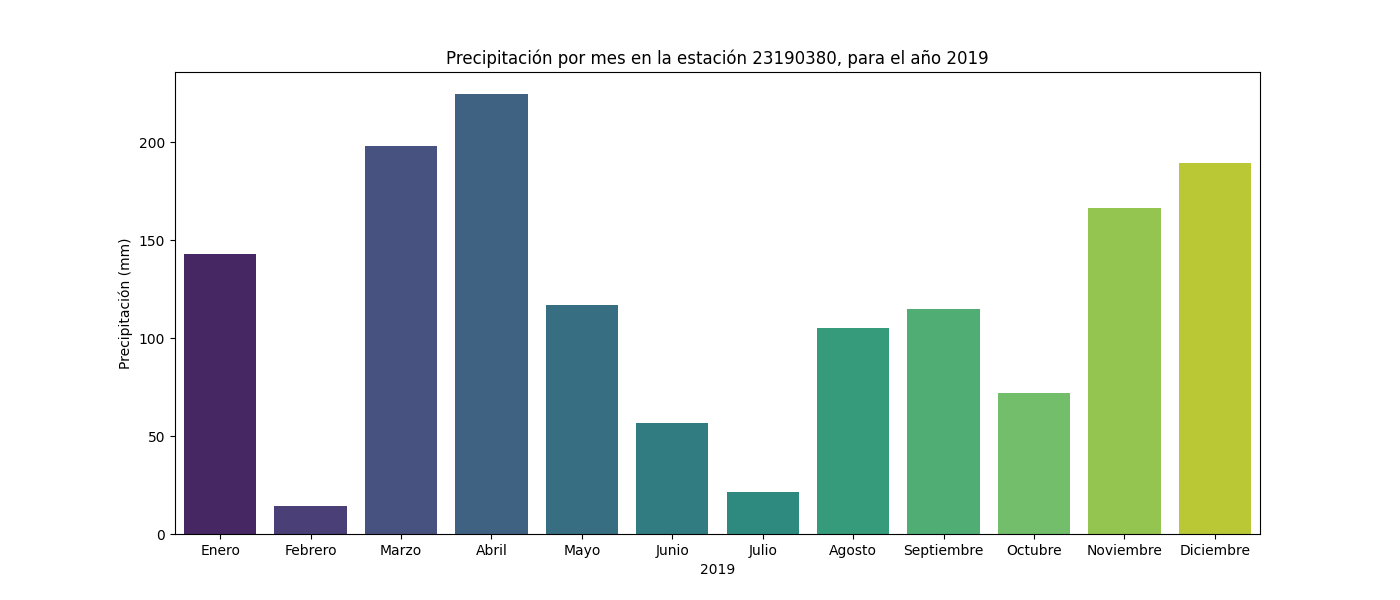 Precipitación por mes en la estación 23190380, para el año 2019
Precipitación (mm)
200
150
100
50
0
Enero Febrero Marzo Abril Mayo Junio Julio Agosto Septiembre Octubre Noviembre Diciembre
2019